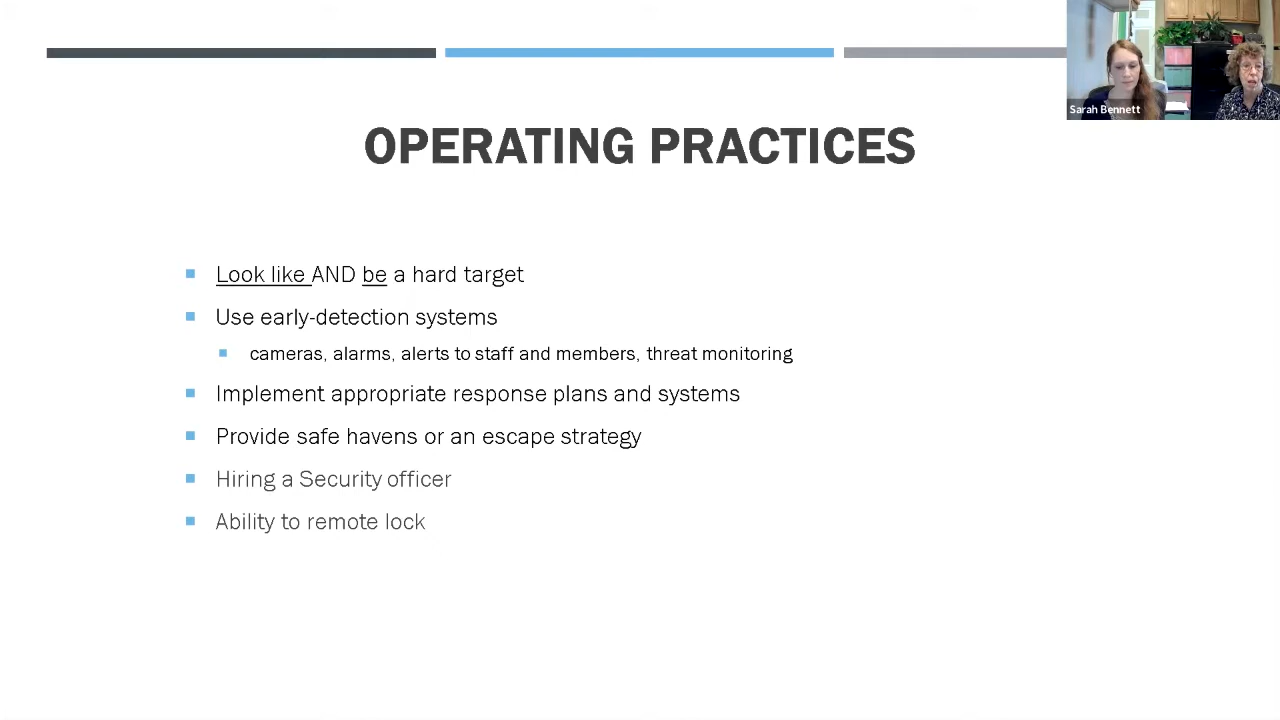 Sarah Bennett
OPERATING PRACTICES
Look like AND be a hard target
Use early-detection systems
cameras, alarms, alerts to staff and members, threat monitoring
Implement appropriate response plans and systems
Provide safe havens or an escape strategy
Hiring a Security officer
Ability to remote lock